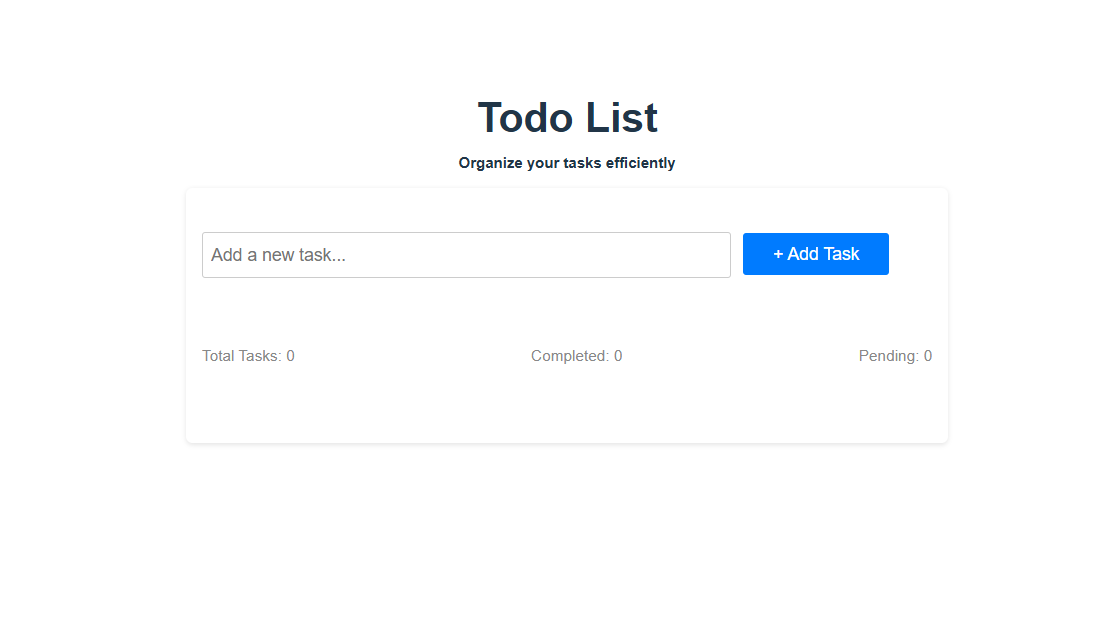 Todo List
Organize your tasks efficiently
Add a new task...
+ Add Task
Total Tasks: 0
Completed: 0
Pending: 0